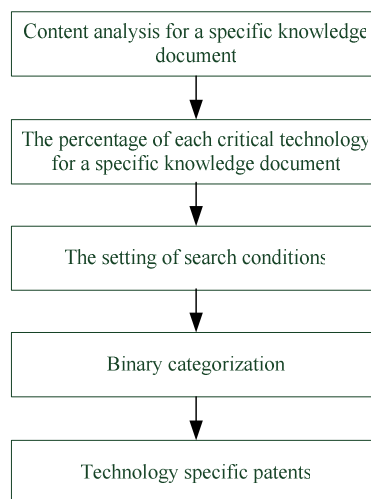 Content analysis for a specific knowledge
document
The percentage of each critical technology
for a specific knowledge document
The setting of search conditions
Binary categorization
Technology specific patents